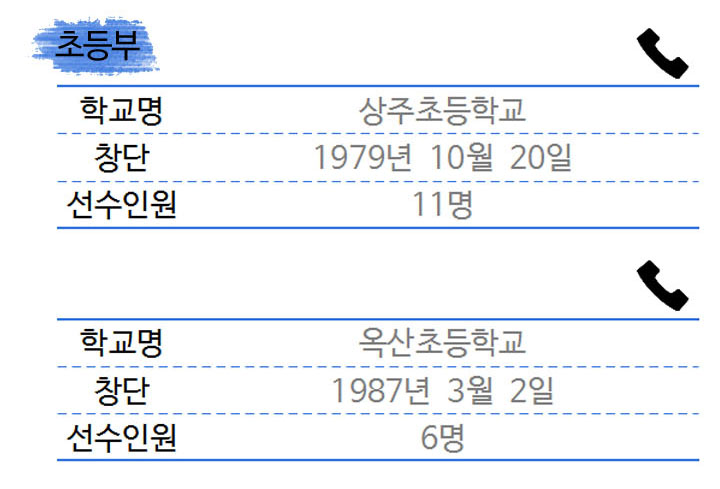 초등부
학교명 상주초등학교
창단 1979년 10월 20일
선수인원 11명
학교명 옥산초등학교
창단 1987년 3월 2일
선수인원 6명